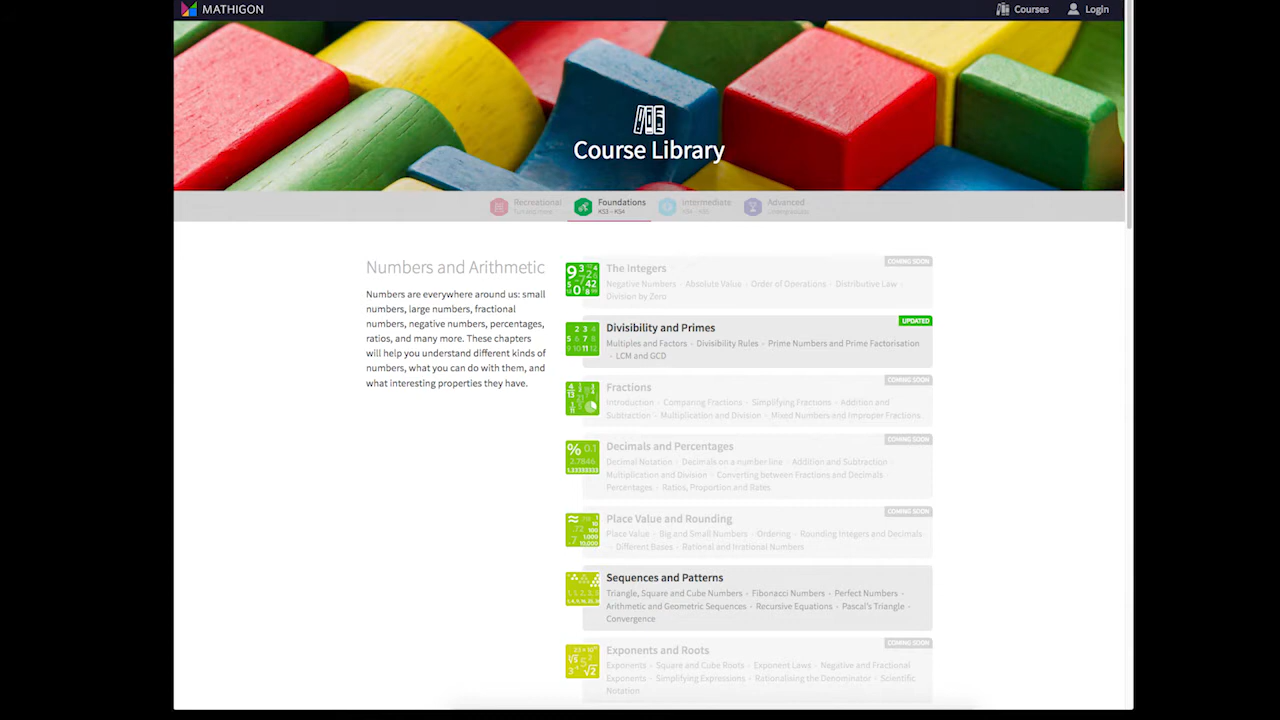 MATHIGON
Courses
Login
Course Library
Recreational
Fun and more
Foundations
KS3 – KS4
Intermediate
KS4 – KS5
Advanced
Undergraduate
Numbers and Arithmetic
Numbers are everywhere around us: small
numbers, large numbers, fractional
numbers, negative numbers, percentages,
ratios, and many more. These chapters
will help you understand different kinds of
numbers, what you can do with them, and
what interesting properties they have.
COMING SOON
The Integers
Negative Numbers - Absolute Value - Order of Operations - Distributive Law -
Division by Zero
UPDATED
Divisibility and Primes
Multiples and Factors - Divisibility Rules - Prime Numbers and Prime Factorisation
- LCM and GCD
COMING SOON
Fractions
Introduction - Comparing Fractions - Simplifying Fractions - Addition and
Subtraction - Multiplication and Division - Mixed Numbers and Improper Fractions
COMING SOON
Decimals and Percentages
Decimal Notation - Decimals on a number line - Addition and Subtraction -
Multiplication and Division - Converting between Fractions and Decimals
Percentages - Ratios, Proportion and Rates
COMING SOON
Place Value and Rounding
Place Value - Big and Small Numbers - Ordering - Rounding Integers and Decimals
- Different Bases - Rational and Irrational Numbers
Sequences and Patterns
Triangle, Square and Cube Numbers - Fibonacci Numbers - Perfect Numbers -
Arithmetic and Geometric Sequences - Recursive Equations - Pascal's Triangle -
Convergence
COMING SOON
Exponents and Roots
Exponents - Square and Cube Roots - Exponent Laws - Negative and Fractional
Exponents - Simplifying Expressions - Rationalising the Denominator - Scientific
Notation